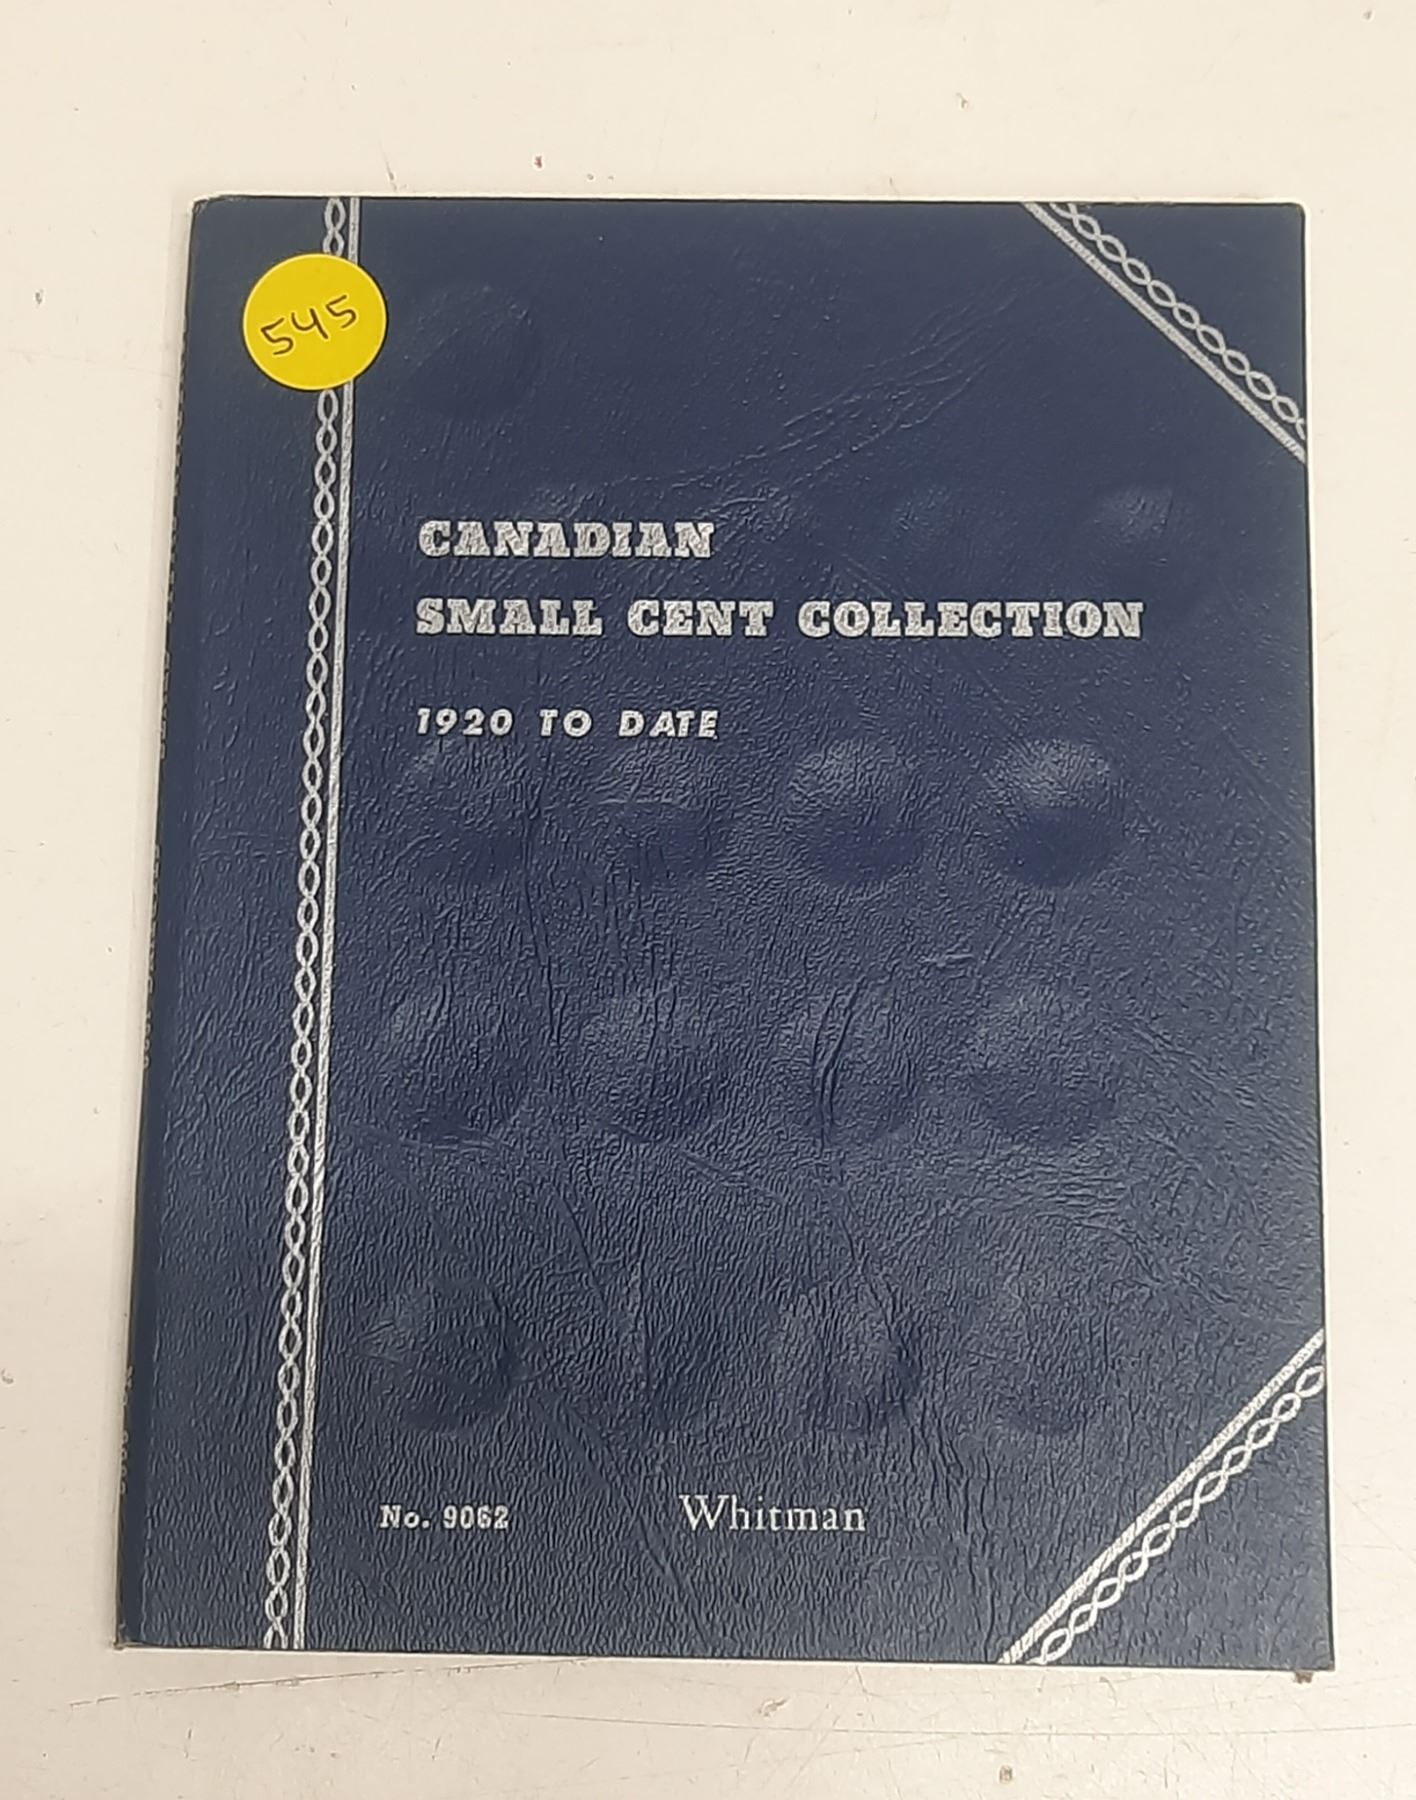 545
CANADIAN
SMALL CENT COLLECTION
1920 TO DATE
No. 9062
Whitman